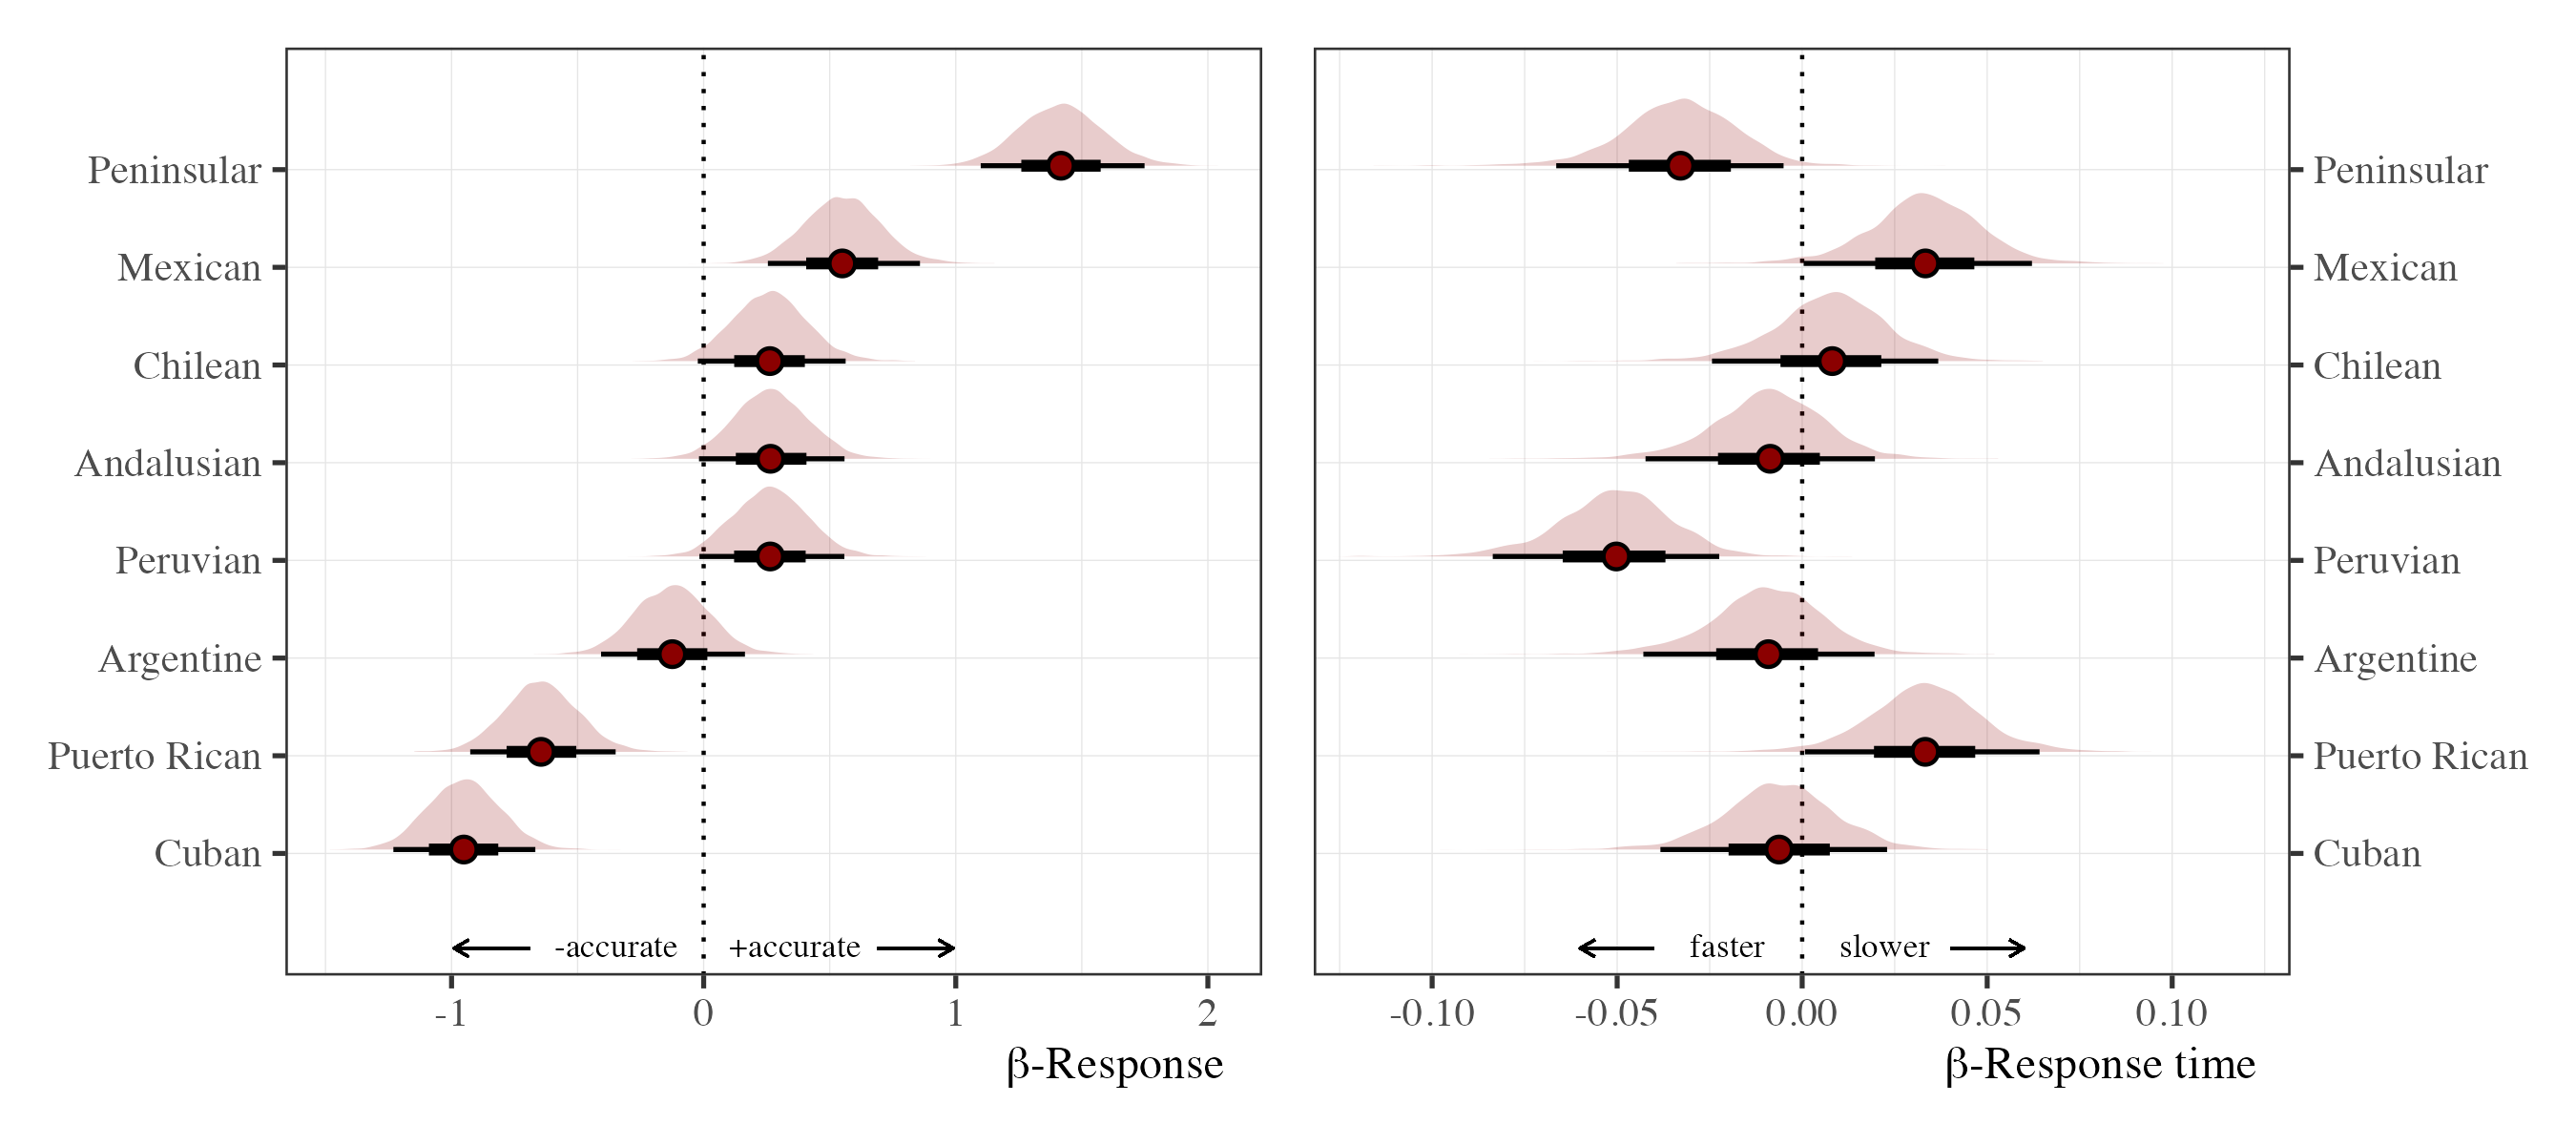 Peninsular
Mexican
Chilean
Andalusian
Peruvian
Argentine
Puerto Rican
Cuban
-accurate +accurate
-1 0 1 2
β-Response
Peninsular
Mexican
Chilean
Andalusian
Peruvian
Argentine
Puerto Rican
Cuban
faster slower
-0.10 -0.05 0.00 0.05 0.10
β-Response time